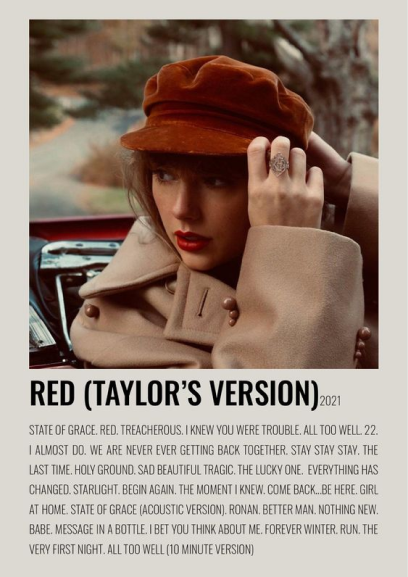 RED (TAYLOR'S VERSION)2021
STATE OF GRACE. RED. TREACHEROUS. I KNEW YOU WERE TROUBLE. ALL TOO WELL. 22.
I ALMOST DO. WE ARE NEVER EVER GETTING BACK TOGETHER. STAY STAY STAY. THE
LAST TIME. HOLY GROUND. SAD BEAUTIFUL TRAGIC. THE LUCKY ONE. EVERYTHING HAS
CHANGED. STARLIGHT. BEGIN AGAIN. THE MOMENT I KNEW. COME BACK...BE HERE. GIRL
AT HOME. STATE OF GRACE (ACOUSTIC VERSION). RONAN. BETTER MAN. NOTHING NEW.
BABE. MESSAGE IN A BOTTLE. I BET YOU THINK ABOUT ME. FOREVER WINTER. RUN. THE
VERY FIRST NIGHT. ALL TOO WELL (10 MINUTE VERSION)